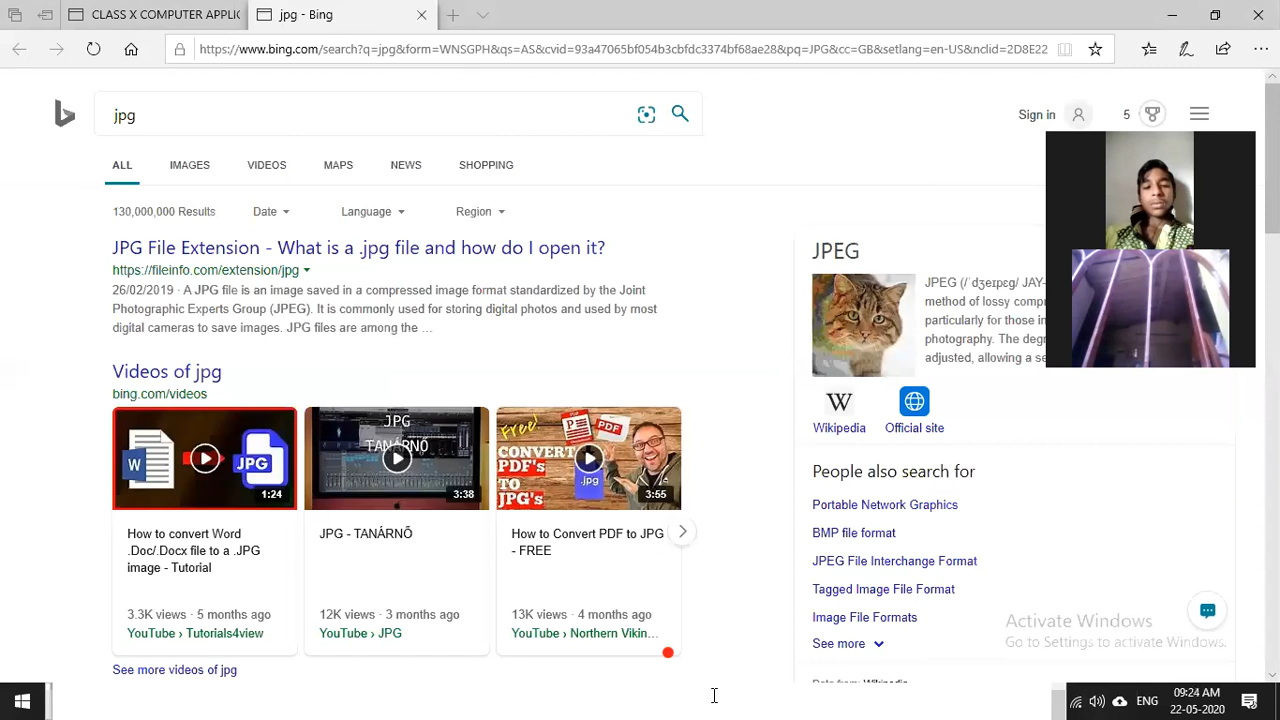 CLASS X COMPUTER APPLIC
jpg - Bing
https://www.bing.com/search?q=jpg&form=WNSGPH&qs=AS&cvid=93a47065bf054b3cbfdc3374bf68ae28&pq=JPG&cc=GB&setlang=en-US&nclid=2D8E22
jpg
Sign in
5
ALL IMAGES VIDEOS MAPS NEWS SHOPPING
130,000,000 Results Date Language Region
JPG File Extension - What is a .jpg file and how do I open it?
https://fileinfo.com/extension/jpg
26/02/2019 · A JPG file is an image saved in a compressed image format standardized by the Joint
Photographic Experts Group (JPEG). It is commonly used for storing digital photos and used by most
digital cameras to save images. JPG files are among the ...
Videos of jpg
bing.com/videos
W
JPG
1:24
JPG
TANÁRNŐ
3:38
Free!
PDF
PDF
CONVERT
PDF'S
TO
JPG'S
.jpg
3:55
How to convert Word
.Doc/.Docx file to a .JPG
image - Tutorial
3.3K views · 5 months ago
YouTube › Tutorials4view
JPG - TANÁRNŐ
12K views · 3 months ago
YouTube › JPG
How to Convert PDF to JPG
- FREE
13K views · 4 months ago
YouTube › Northern Vikin...
See more videos of jpg
JPEG
JPEG (/ˈdʒeɪpɛɡ/ JAY-
method of lossy compr
particularly for those in
photography. The degr
adjusted, allowing a se
W
Wikipedia
Official site
People also search for
Portable Network Graphics
BMP file format
JPEG File Interchange Format
Tagged Image File Format
Image File Formats
See more
Data from: Wikipedia
Activate Windows
Go to Settings to activate Windows.
ENG
09:24 AM
22-05-2020